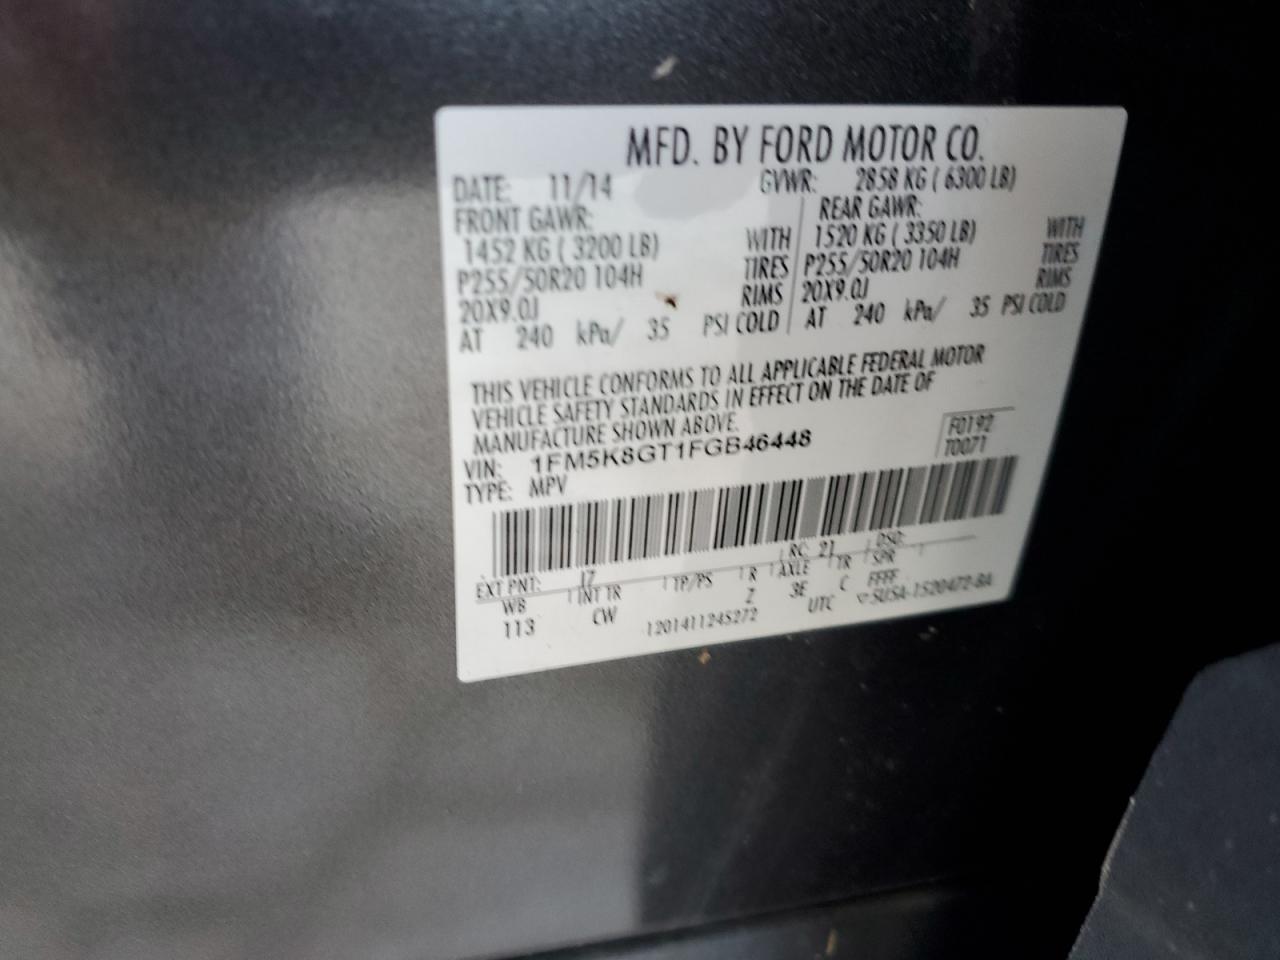 MFD. BY FORD MOTOR CO.
DATE: 11/14 GVWR: 2858 KG ( 6300 LB)
FRONT GAWR: REAR GAWR:
1452 KG ( 3200 LB) WITH 1520 KG ( 3350 LB) WITH
P255/50R20 104H TIRES P255/50R20 104H TIRES
20X9.0J RIMS 20X9.0J RIMS
AT 240 kPa/ 35 PSI COLD AT 240 kPa/ 35 PSI COLD
THIS VEHICLE CONFORMS TO ALL APPLICABLE FEDERAL MOTOR
VEHICLE SAFETY STANDARDS IN EFFECT ON THE DATE OF
MANUFACTURE SHOWN ABOVE.
F0192
VIN: 1FM5K8GT1FGB46448
T0071
TYPE: MPV
EXT PNT: J7 RC: 21 DSO:
WB INT TR TP/PS R AXLE TR SPR
113 CW Z 3E C FFFF
1201411245272 UTC ▽5USA-1520472-BA